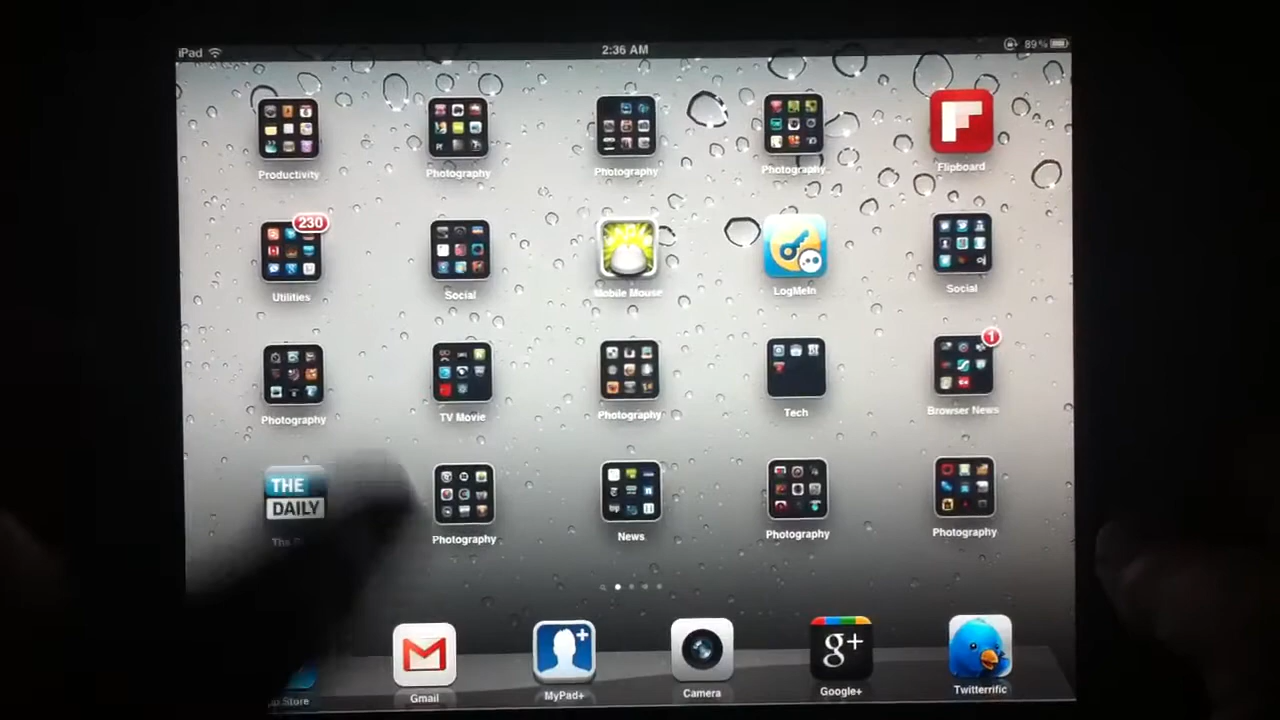 iPad
2:36 AM
89%
Productivity
Photography
Photography
Photography
Flipboard
230
Utilities
Social
Mobile Mouse
LogMeIn
Social
1
Photography
TV Movie
Photography
Tech
Browser News
THE
DAILY
Photography
News
Photography
Photography
Store
Gmail
MyPad+
Camera
g+
Google+
Twitterrific